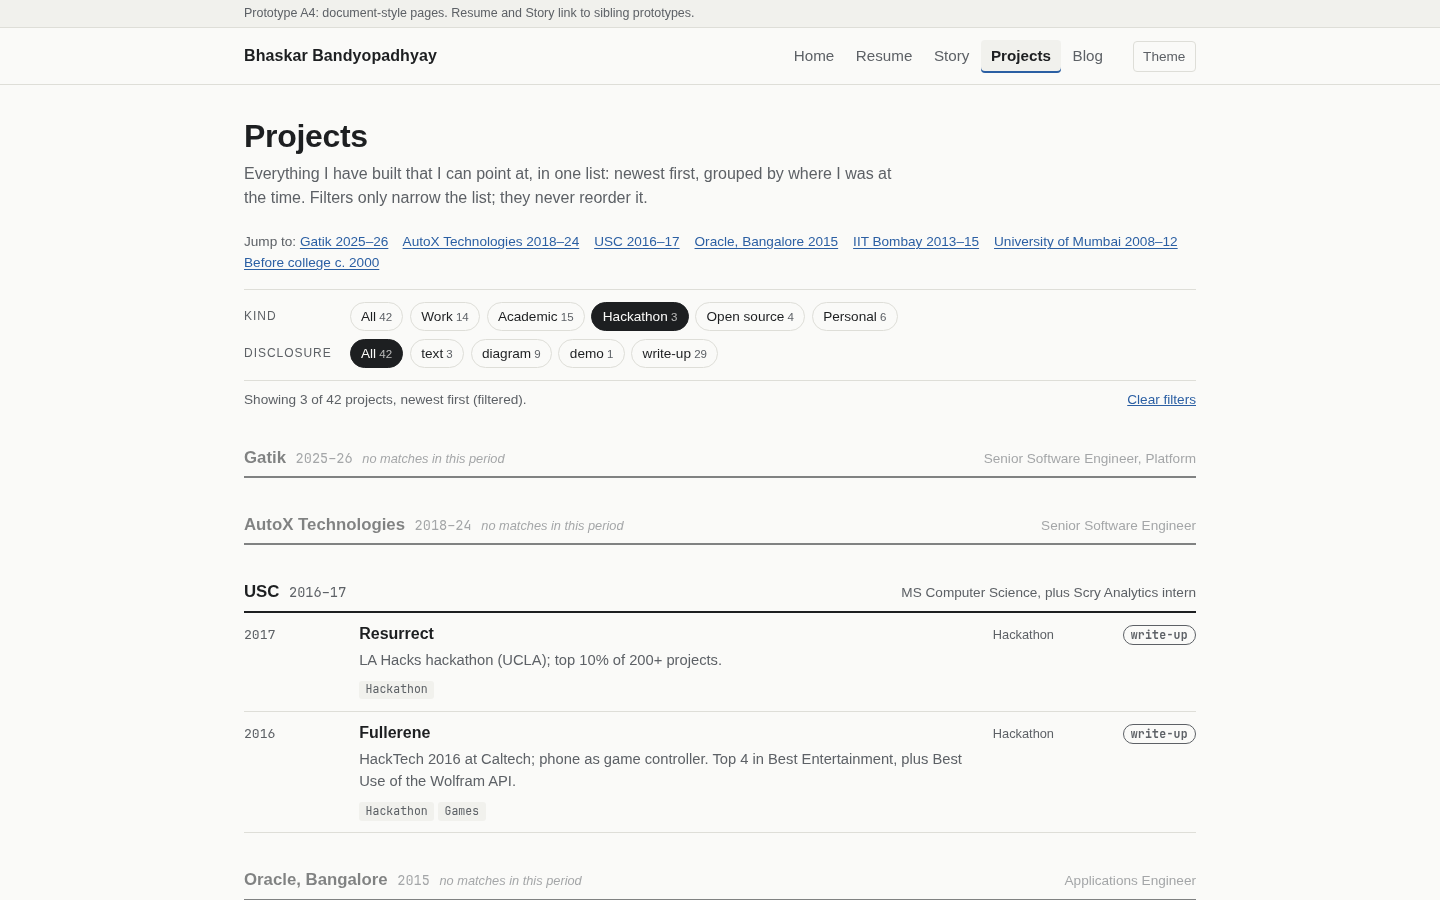 Prototype A4: document-style pages. Resume and Story link to sibling prototypes.
Bhaskar Bandyopadhyay Home Resume Story Projects Blog Theme
Projects
Everything I have built that I can point at, in one list: newest first, grouped by where I was at
the time. Filters only narrow the list; they never reorder it.
Jump to: Gatik 2025–26 AutoX Technologies 2018–24 USC 2016–17 Oracle, Bangalore 2015 IIT Bombay 2013–15 University of Mumbai 2008–12
Before college c. 2000
KIND All 42 Work 14 Academic 15 Hackathon 3 Open source 4 Personal 6
DISCLOSURE All 42 text 3 diagram 9 demo 1 write-up 29
Showing 3 of 42 projects, newest first (filtered). Clear filters
Gatik 2025–26 no matches in this period Senior Software Engineer, Platform
AutoX Technologies 2018–24 no matches in this period Senior Software Engineer
USC 2016–17 MS Computer Science, plus Scry Analytics intern
2017 Resurrect Hackathon write-up
LA Hacks hackathon (UCLA); top 10% of 200+ projects.
Hackathon
2016 Fullerene Hackathon write-up
HackTech 2016 at Caltech; phone as game controller. Top 4 in Best Entertainment, plus Best
Use of the Wolfram API.
Hackathon Games
Oracle, Bangalore 2015 no matches in this period Applications Engineer